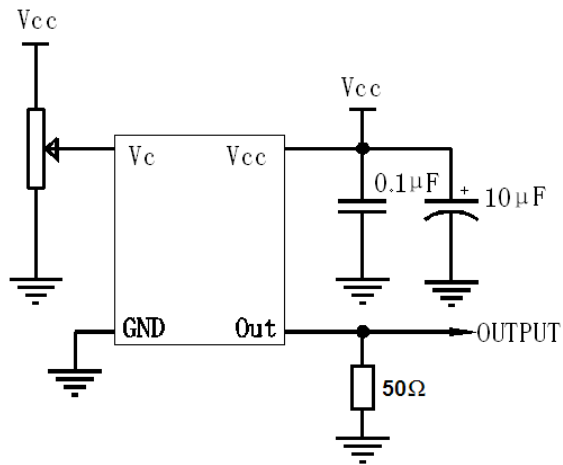 Vcc
Vcc
Vc
Vcc
0.1μF
+
10μF
GND
Out
OUTPUT
50Ω